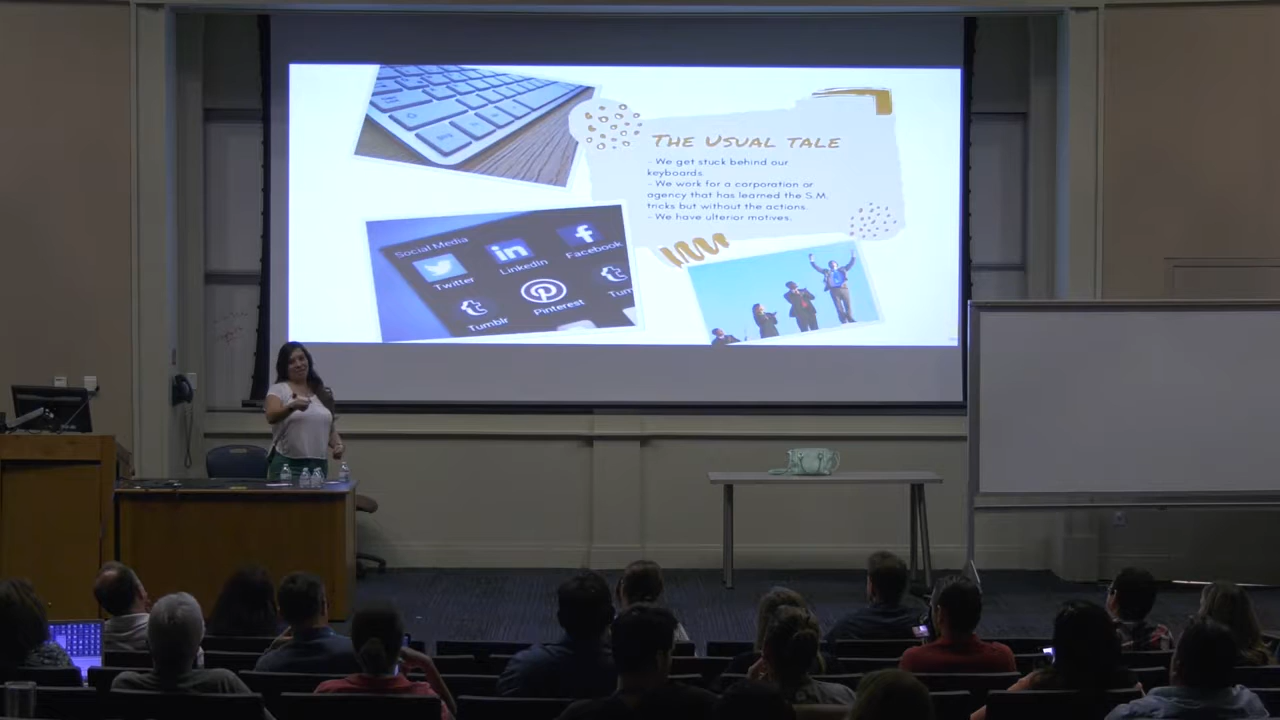 The Usual tale
- We get stuck behind our
keyboards.
- We work for a corporation or
agency that has learned the S.M.
tricks but without the actions.
- We have ulterior motives.
Social Media
Twitter
LinkedIn
Facebook
Tumblr
Pinterest
Tum